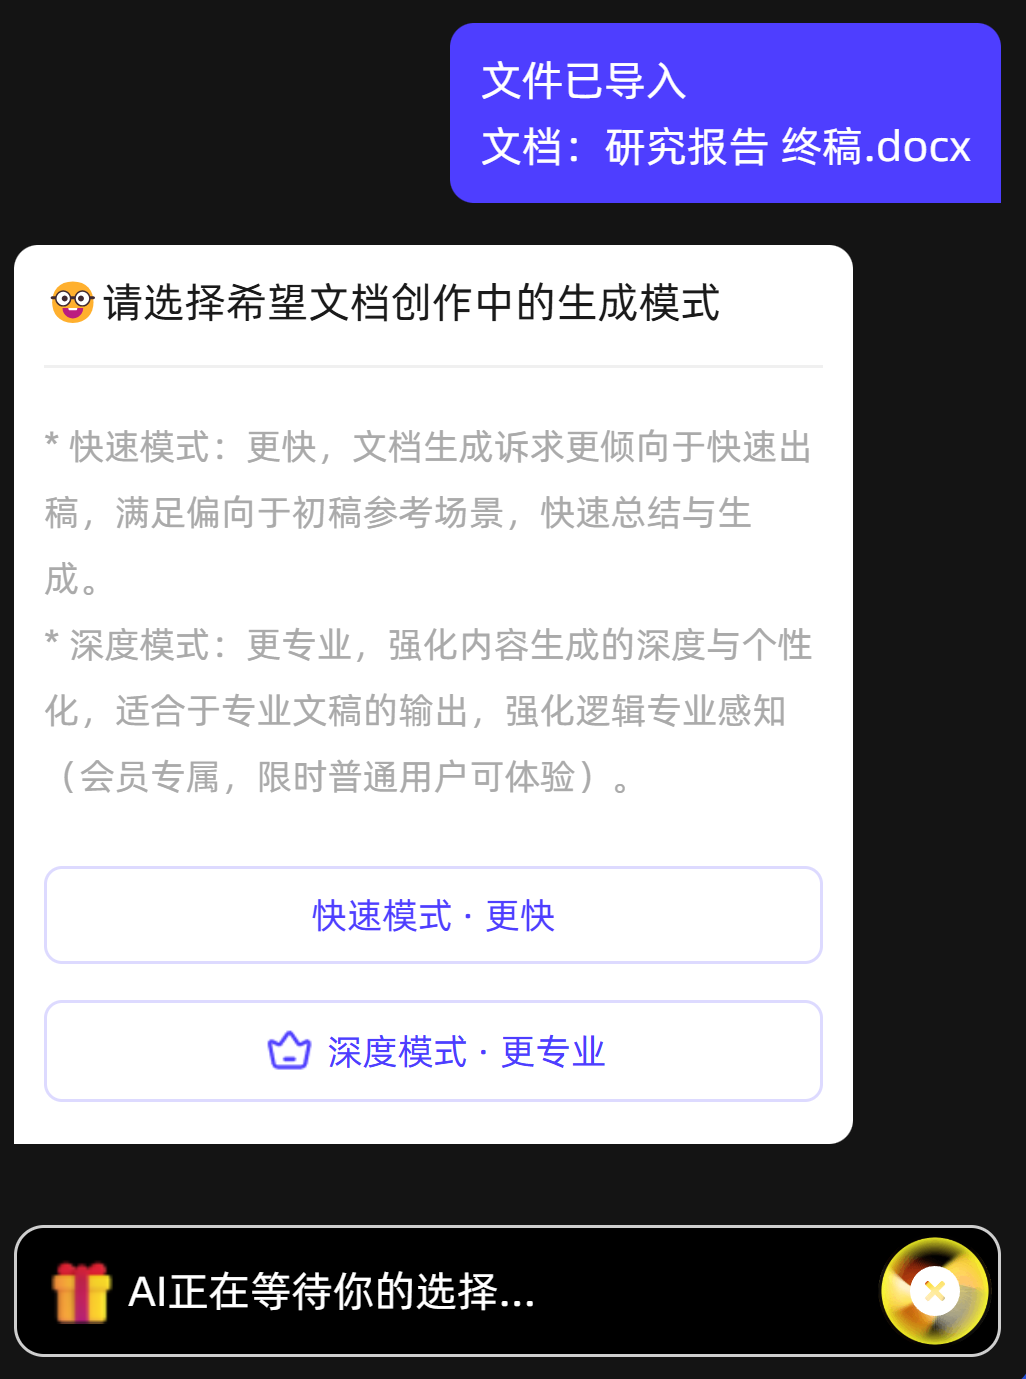 文件已导入
文档：研究报告 终稿.docx
请选择希望文档创作中的生成模式
* 快速模式：更快，文档生成诉求更倾向于快速出
稿，满足偏向于初稿参考场景，快速总结与生
成。
* 深度模式：更专业，强化内容生成的深度与个性
化，适合于专业文稿的输出，强化逻辑专业感知
（会员专属，限时普通用户可体验）。
快速模式 · 更快
深度模式 · 更专业
AI正在等待你的选择...